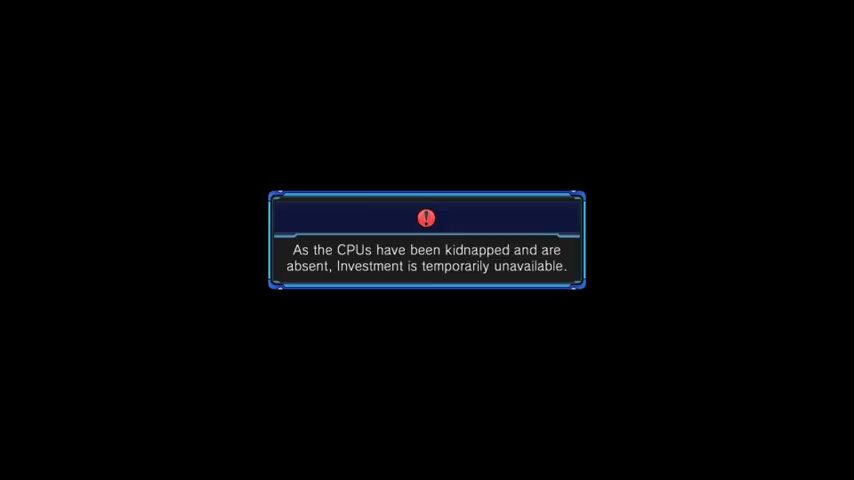 As the CPUs have been kidnapped and are
absent, Investment is temporarily unavailable.